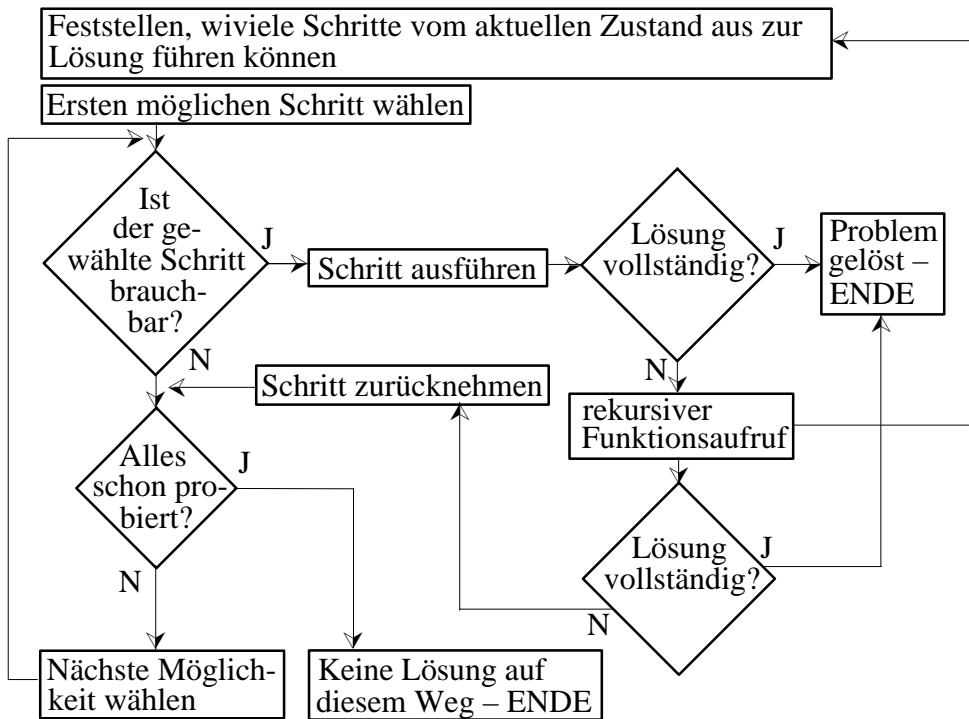 Feststellen, wiviele Schritte vom aktuellen Zustand aus zur
Lösung führen können
Ersten möglichen Schritt wählen
Ist
der ge-
wählte Schritt
brauch-
bar?
J
N
Schritt ausführen
Lösung
vollständig?
J
N
Problem
gelöst –
ENDE
Schritt zurücknehmen
rekursiver
Funktionsaufruf
Alles
schon pro-
biert?
J
N
Lösung
vollständig?
J
N
Nächste Möglich-
keit wählen
Keine Lösung auf
diesem Weg – ENDE